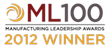 ML100
MANUFACTURING LEADERSHIP AWARDS
2012 WINNER